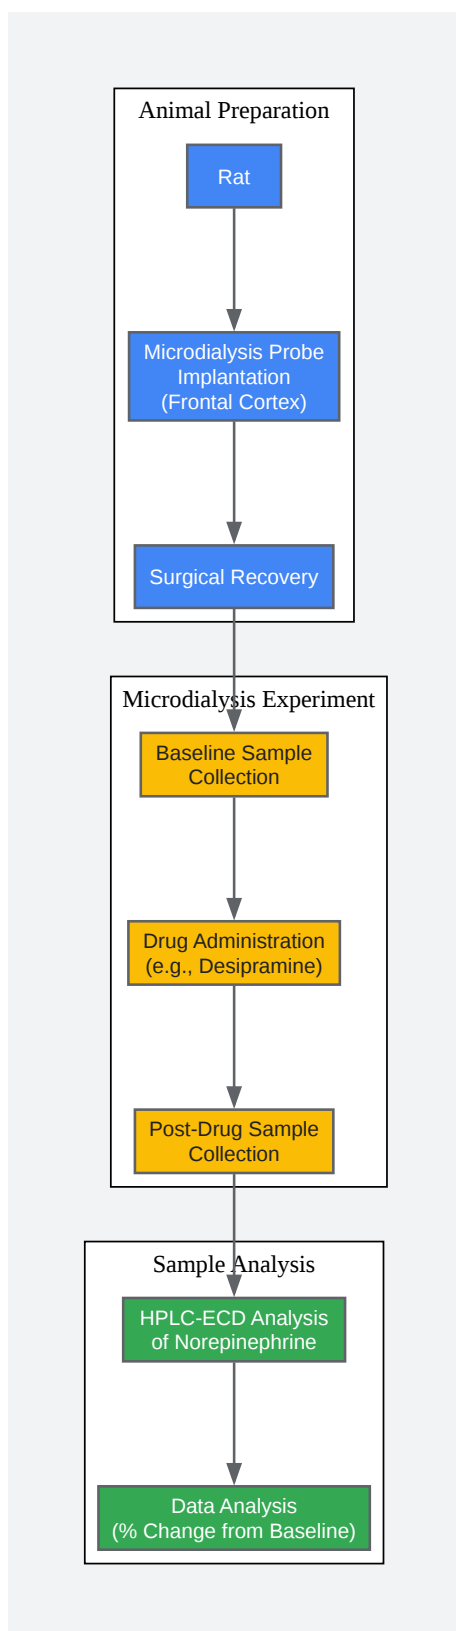 Animal Preparation
Rat
Microdialysis Probe
Implantation
(Frontal Cortex)
Surgical Recovery
Microdialysis Experiment
Baseline Sample
Collection
Drug Administration
(e.g., Desipramine)
Post-Drug Sample
Collection
Sample Analysis
HPLC-ECD Analysis
of Norepinephrine
Data Analysis
(% Change from Baseline)